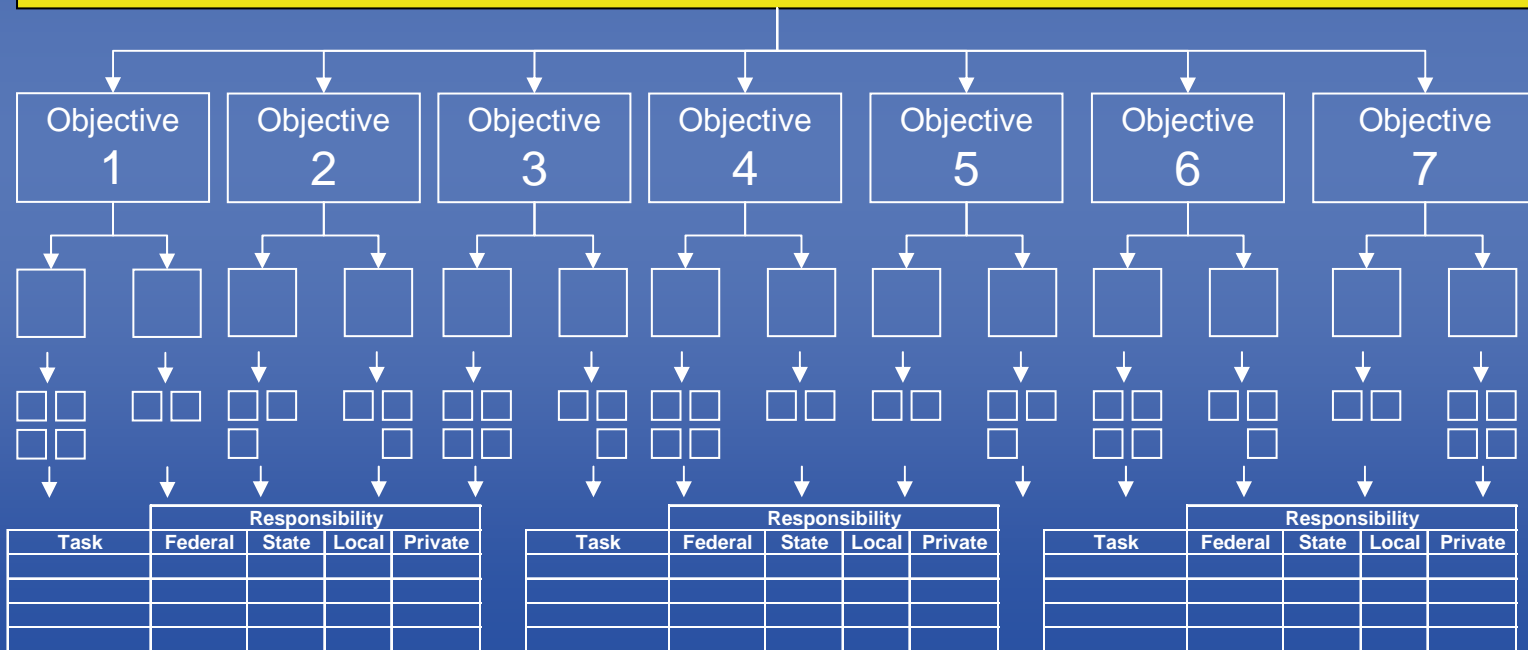 Objective
1
Objective
2
Objective
3
Objective
4
Objective
5
Objective
6
Objective
7
Responsibility
Task Federal State Local Private
Responsibility
Task Federal State Local Private
Responsibility
Task Federal State Local Private